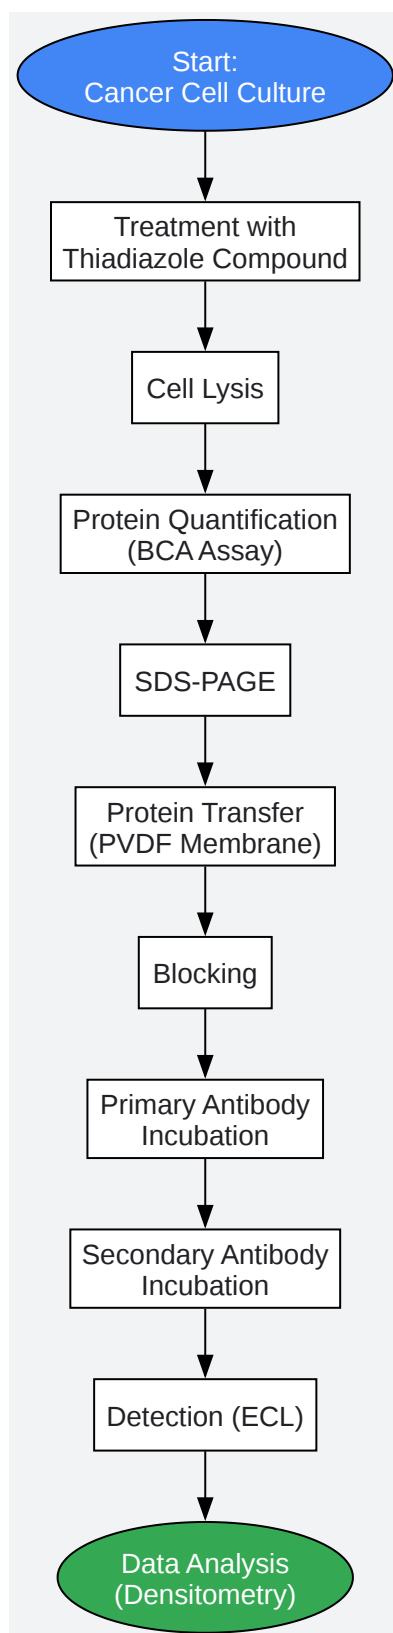 Start:
Cancer Cell Culture
Treatment with
Thiadiazole Compound
Cell Lysis
Protein Quantification
(BCA Assay)
SDS-PAGE
Protein Transfer
(PVDF Membrane)
Blocking
Primary Antibody
Incubation
Secondary Antibody
Incubation
Detection (ECL)
Data Analysis
(Densitometry)